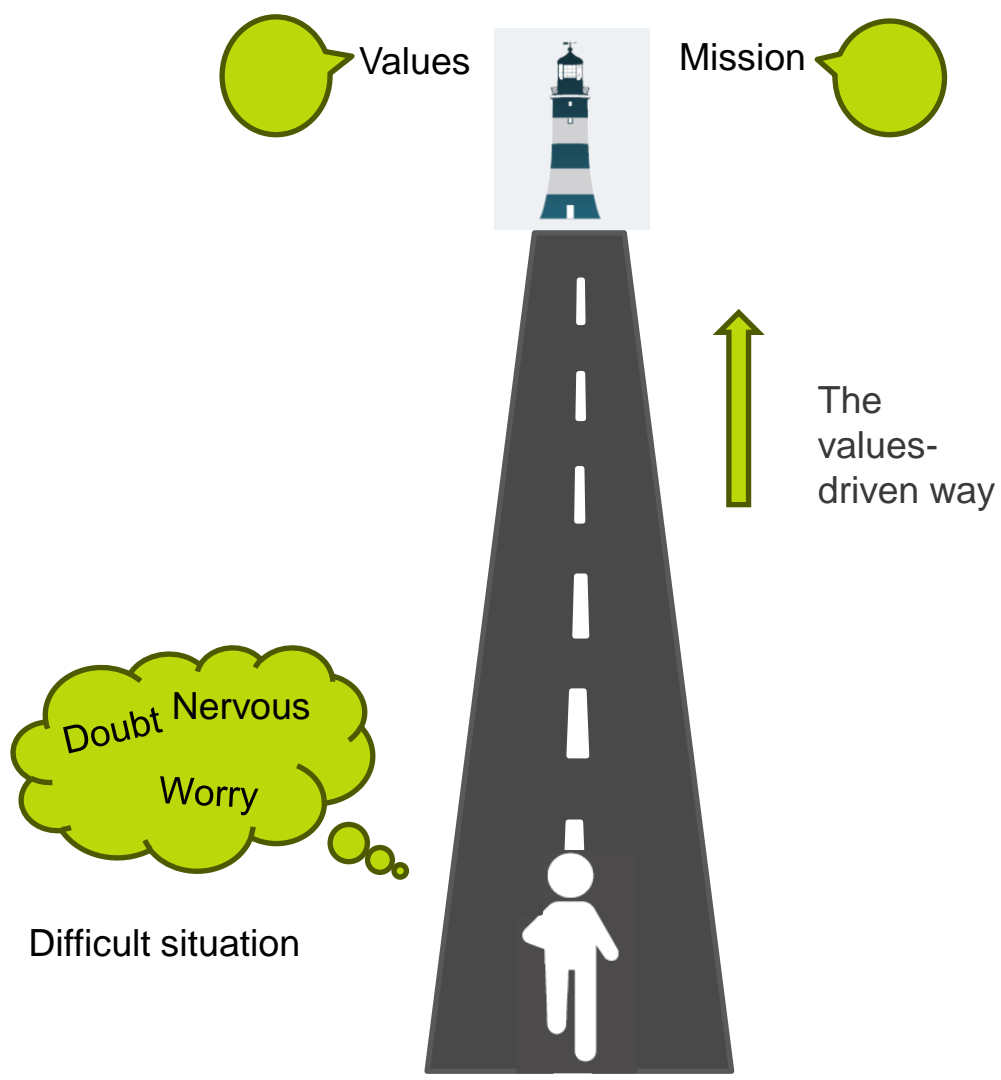 Values
Mission
The
values-
driven way
Doubt
Nervous
Worry
Difficult situation